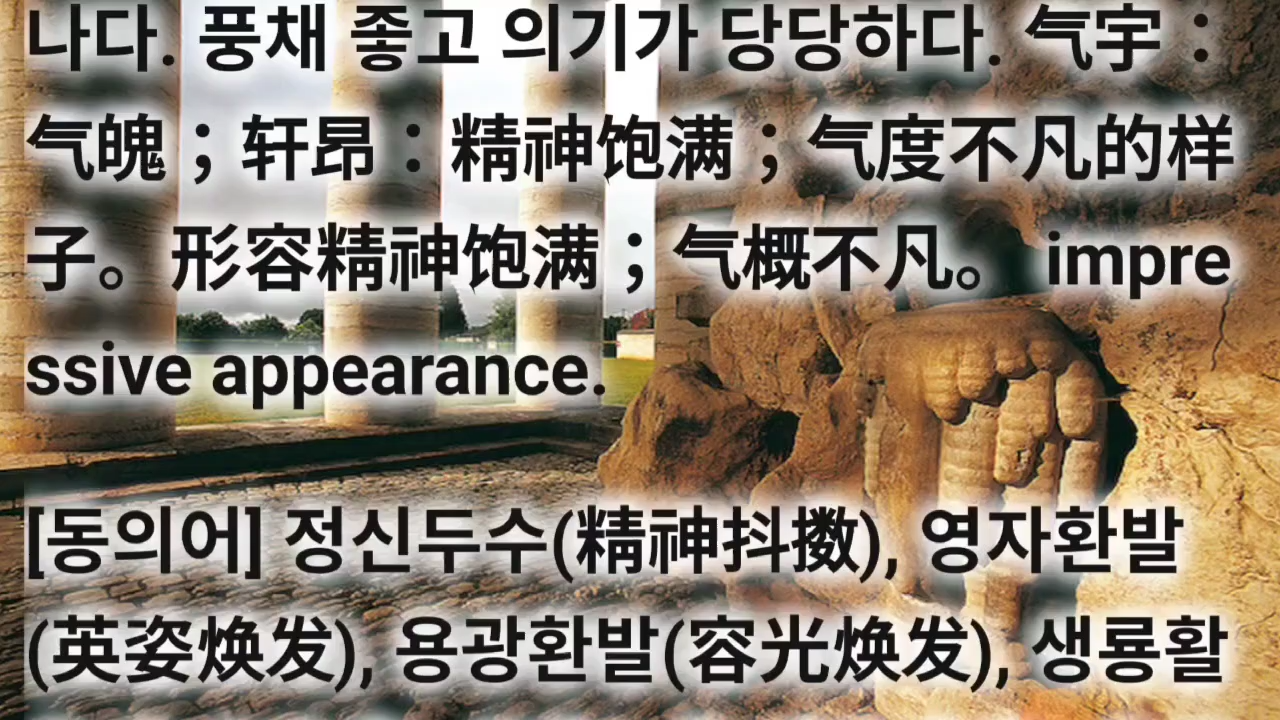 나다. 풍채 좋고 의기가 당당하다. 气宇：
气魄；轩昂：精神饱满；气度不凡的样
子。形容精神饱满；气概不凡。 impre
ssive appearance.
[동의어] 정신두수(精神抖擞), 영자환발
(英姿焕发), 용광환발(容光焕发), 생룡활